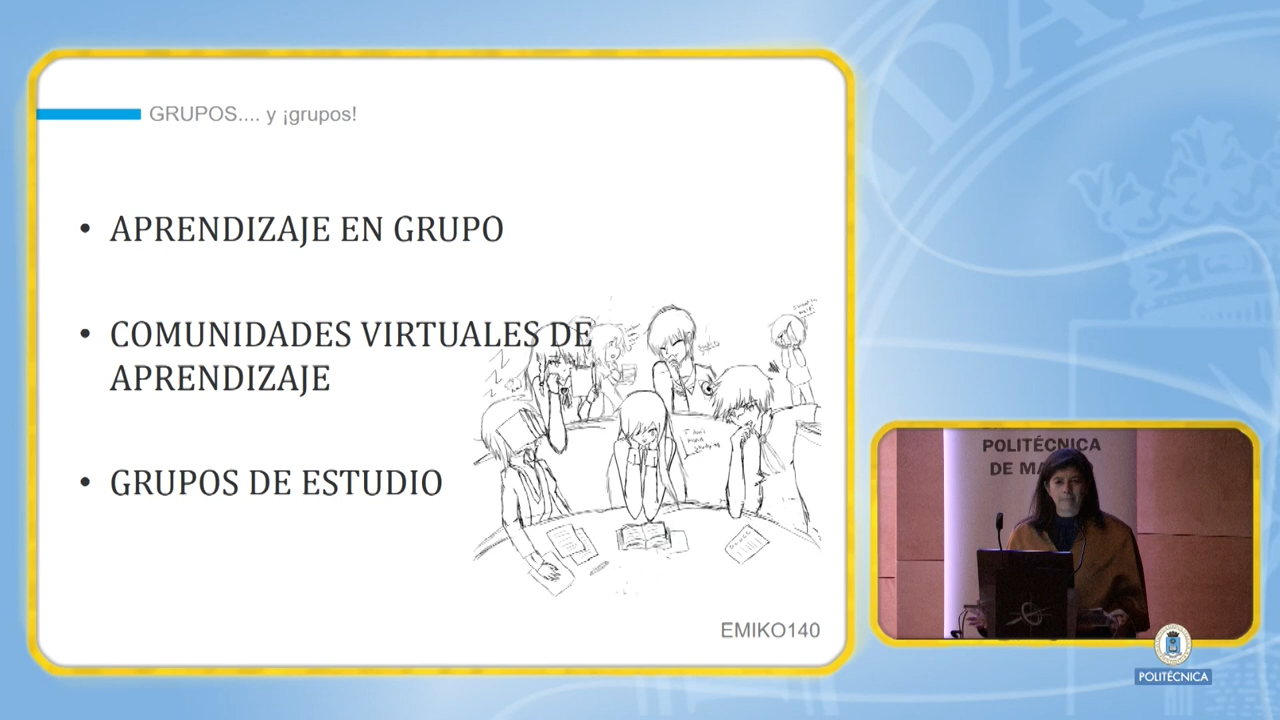 GRUPOS.... y ¡grupos!
• APRENDIZAJE EN GRUPO
• COMUNIDADES VIRTUALES DE
APRENDIZAJE
• GRUPOS DE ESTUDIO
EMIKO140
POLITÉCNICA
DE MA
POLITÉCNICA